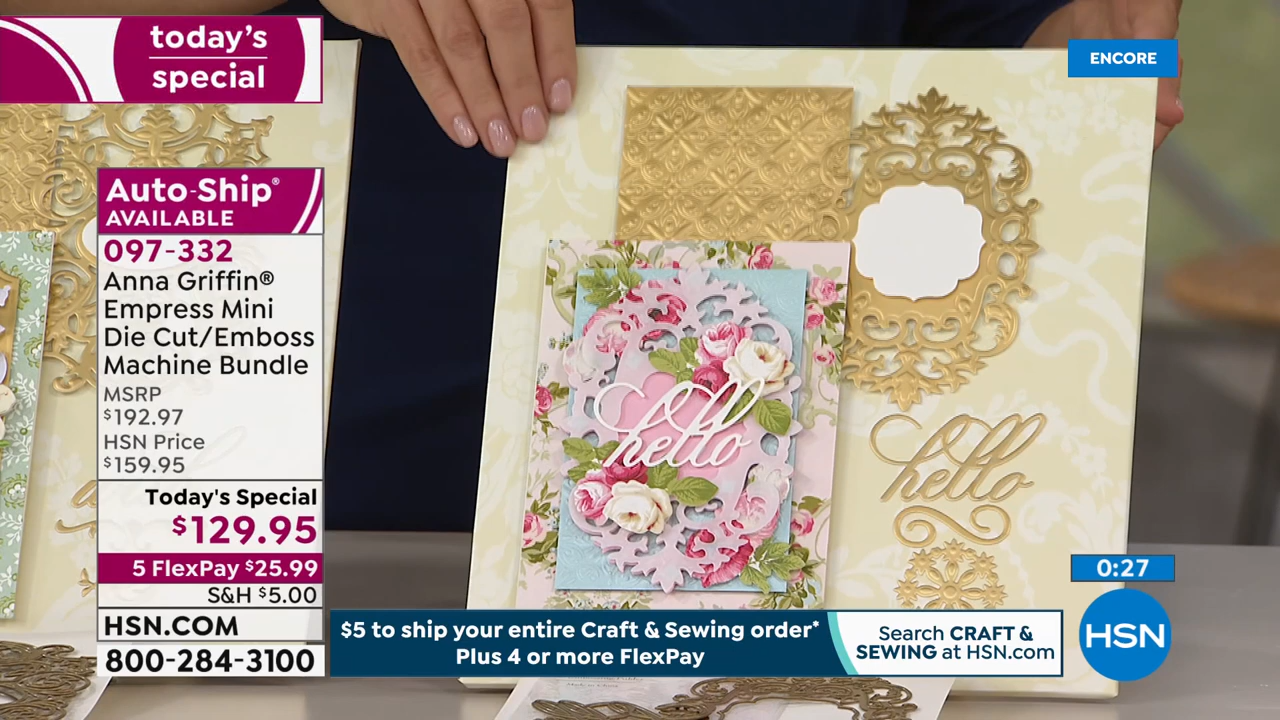 today's
special
ENCORE
Auto-Ship®
AVAILABLE
097-332
Anna Griffin®
Empress Mini
Die Cut/Emboss
Machine Bundle
MSRP
$192.97
HSN Price
$159.95
Today's Special
$129.95
5 FlexPay $25.99
S&H $5.00
HSN.COM
800-284-3100
hello
hello
0:27
$5 to ship your entire Craft & Sewing order*
Plus 4 or more FlexPay
Search CRAFT &
SEWING at HSN.com
HSN